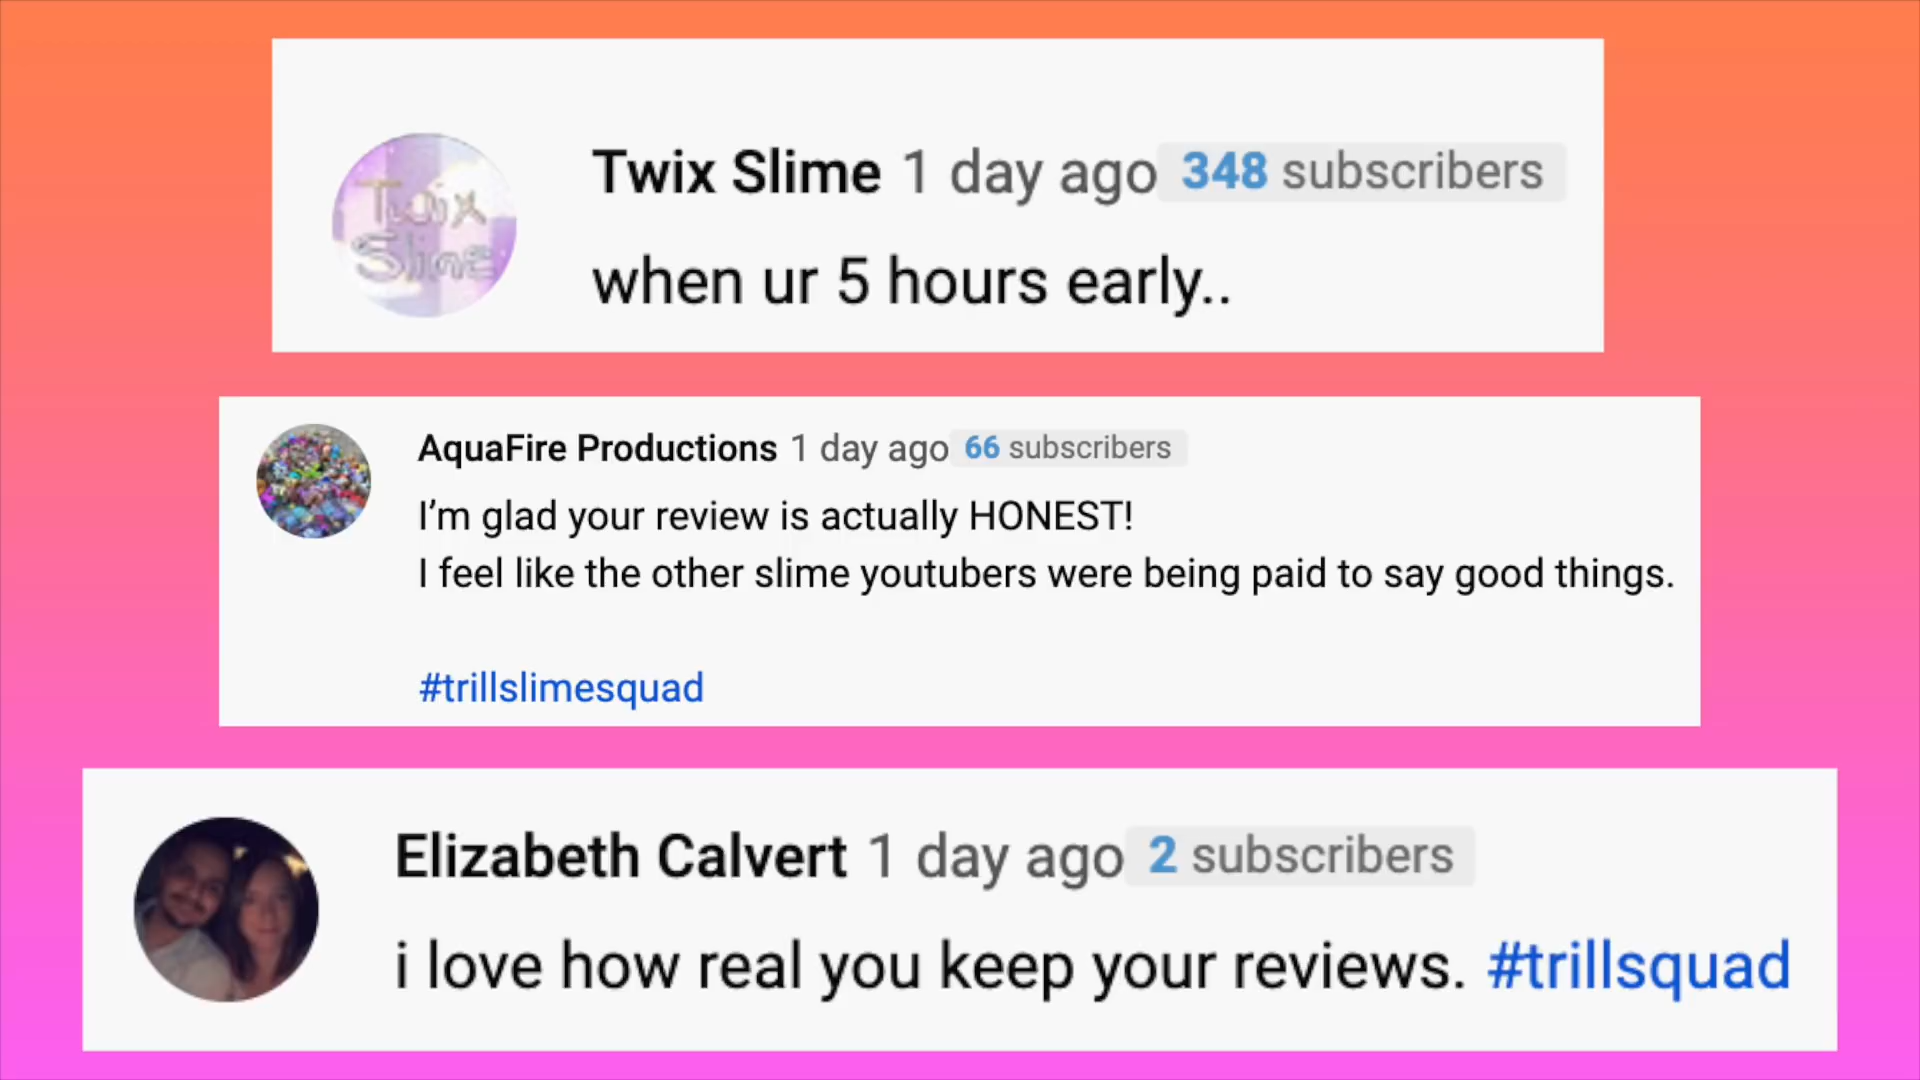 Twix Slime 1 day ago 348 subscribers
Twix
Slime
when ur 5 hours early..
AquaFire Productions 1 day ago 66 subscribers
I’m glad your review is actually HONEST!
I feel like the other slime youtubers were being paid to say good things.
#trillslimesquad
Elizabeth Calvert 1 day ago 2 subscribers
i love how real you keep your reviews. #trillsquad